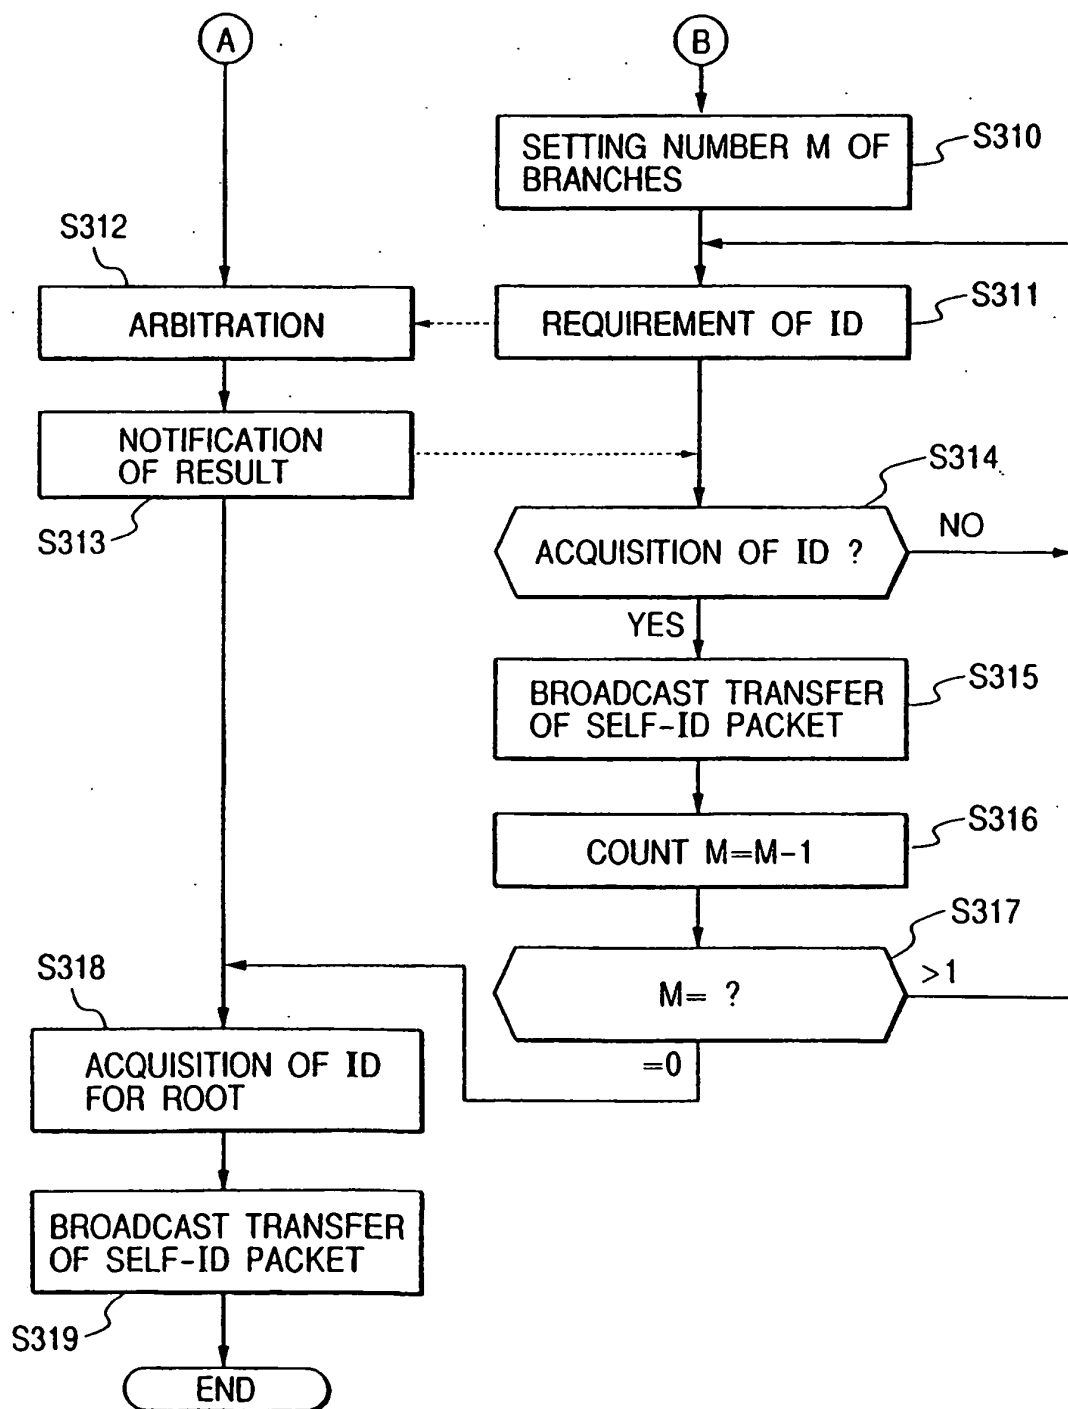 A
B
SETTING NUMBER M OF
BRANCHES
S310
S312
ARBITRATION
REQUIREMENT OF ID
S311
NOTIFICATION
OF RESULT
S313
S314
ACQUISITION OF ID ?
NO
YES
BROADCAST TRANSFER
OF SELF-ID PACKET
S315
COUNT M=M-1
S316
S317
M= ?
>1
=0
S318
ACQUISITION OF ID
FOR ROOT
BROADCAST TRANSFER
OF SELF-ID PACKET
S319
END